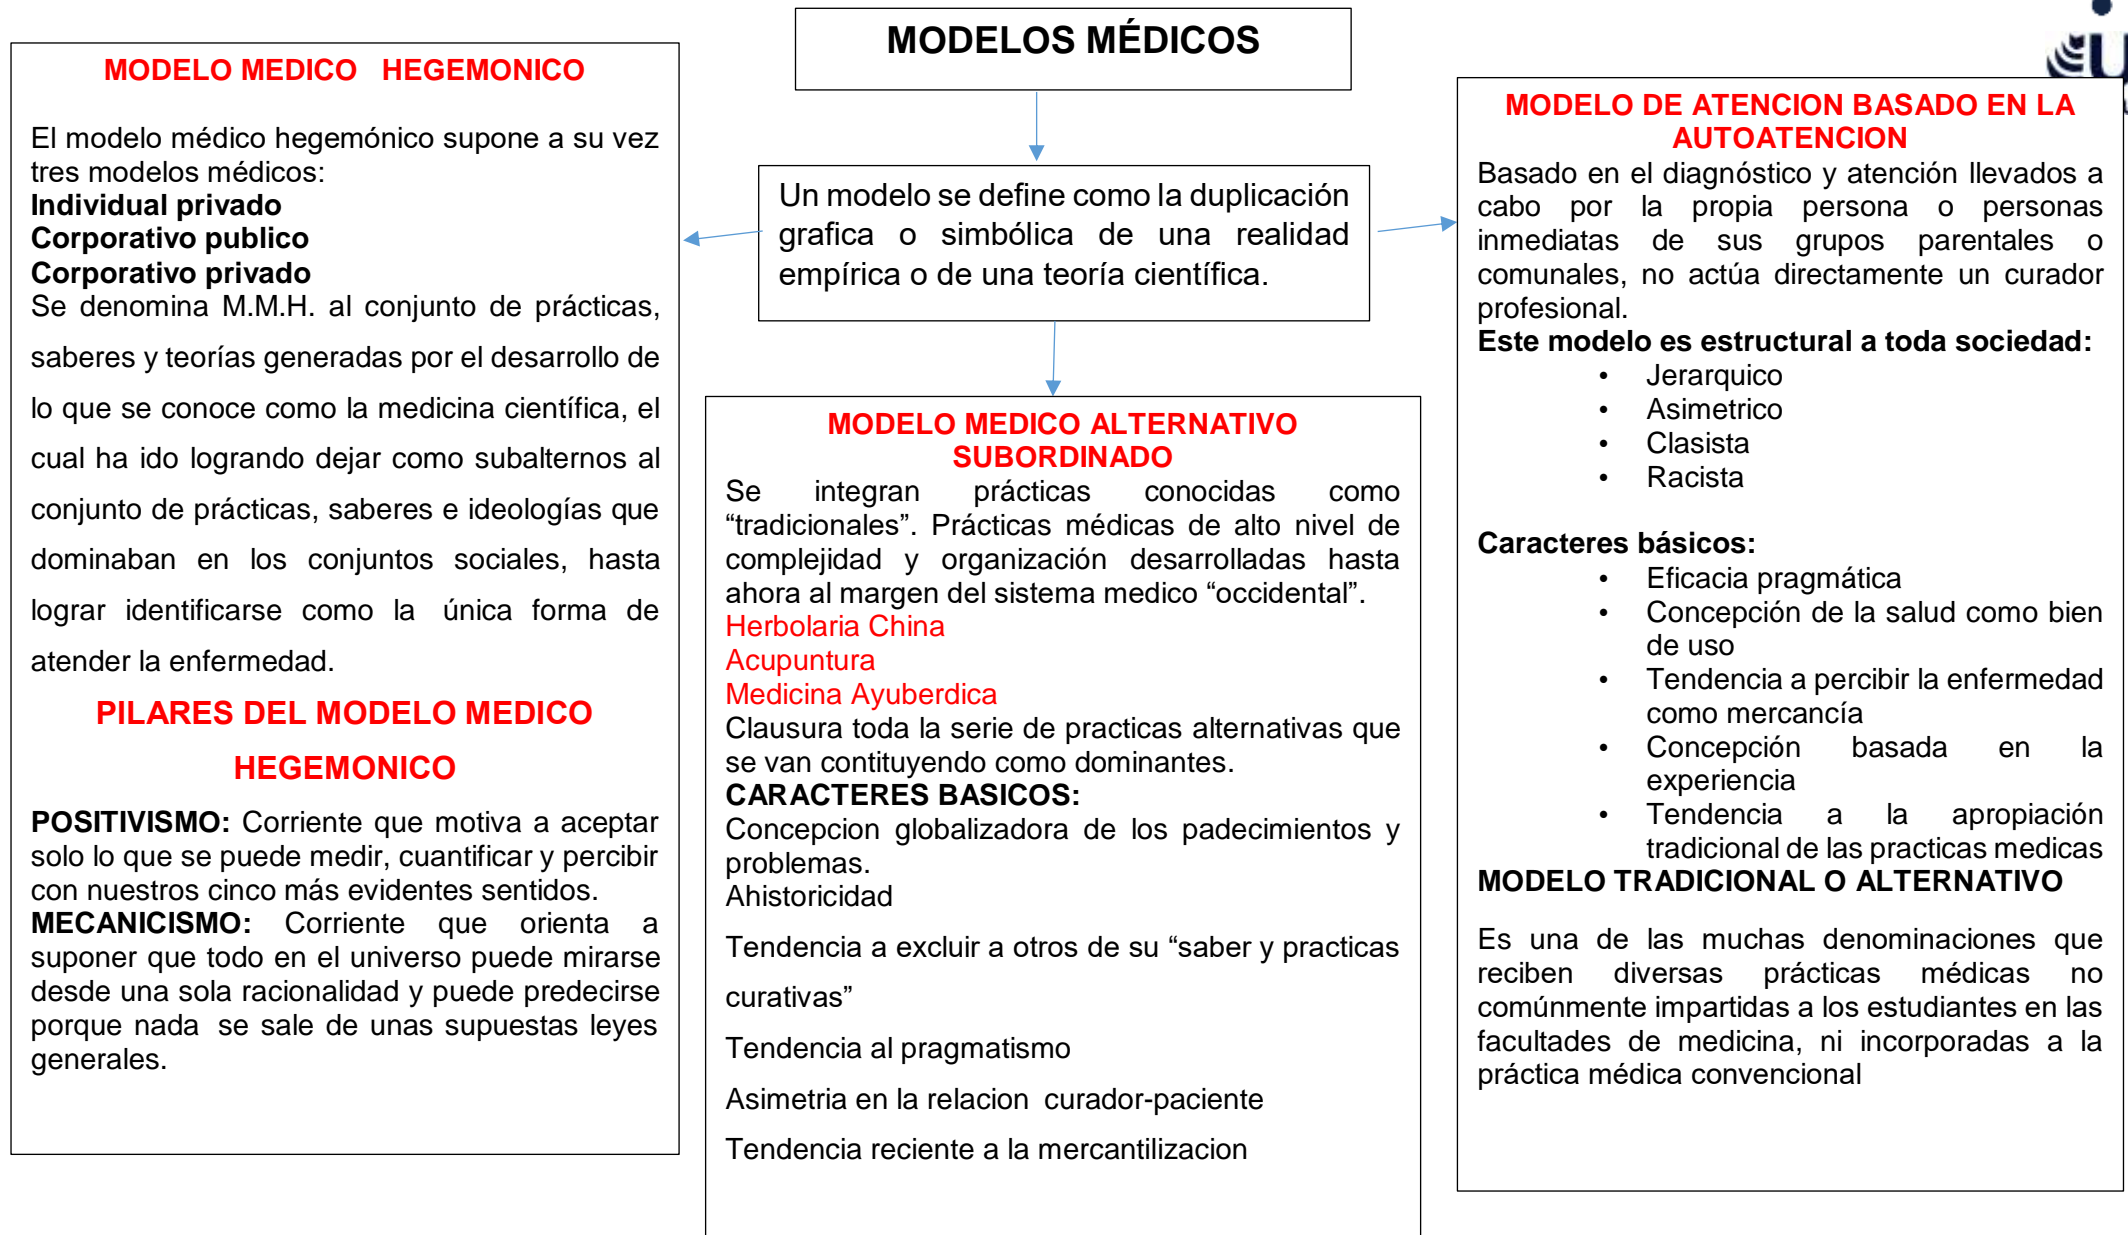 MODELOS MÉDICOS
Un modelo se define como la duplicación
grafica o simbólica de una realidad
empírica o de una teoría científica.
MODELO MEDICO HEGEMONICO
El modelo médico hegemónico supone a su vez
tres modelos médicos:
Individual privado
Corporativo publico
Corporativo privado
Se denomina M.M.H. al conjunto de prácticas,
saberes y teorías generadas por el desarrollo de
lo que se conoce como la medicina científica, el
cual ha ido logrando dejar como subalternos al
conjunto de prácticas, saberes e ideologías que
dominaban en los conjuntos sociales, hasta
lograr identificarse como la única forma de
atender la enfermedad.
PILARES DEL MODELO MEDICO
HEGEMONICO
POSITIVISMO: Corriente que motiva a aceptar
solo lo que se puede medir, cuantificar y percibir
con nuestros cinco más evidentes sentidos.
MECANICISMO: Corriente que orienta a
suponer que todo en el universo puede mirarse
desde una sola racionalidad y puede predecirse
porque nada se sale de unas supuestas leyes
generales.
MODELO MEDICO ALTERNATIVO
SUBORDINADO
Se integran prácticas conocidas como
“tradicionales”. Prácticas médicas de alto nivel de
complejidad y organización desarrolladas hasta
ahora al margen del sistema medico “occidental”.
Herbolaria China
Acupuntura
Medicina Ayuberdica
Clausura toda la serie de practicas alternativas que
se van contituyendo como dominantes.
CARACTERES BASICOS:
Concepcion globalizadora de los padecimientos y
problemas.
Ahistoricidad
Tendencia a excluir a otros de su “saber y practicas
curativas”
Tendencia al pragmatismo
Asimetria en la relacion curador-paciente
Tendencia reciente a la mercantilizacion
MODELO DE ATENCION BASADO EN LA
AUTOATENCION
Basado en el diagnóstico y atención llevados a
cabo por la propia persona o personas
inmediatas de sus grupos parentales o
comunales, no actúa directamente un curador
profesional.
Este modelo es estructural a toda sociedad:
• Jerarquico
• Asimetrico
• Clasista
• Racista
Caracteres básicos:
• Eficacia pragmática
• Concepción de la salud como bien
de uso
• Tendencia a percibir la enfermedad
como mercancía
• Concepción basada en la
experiencia
• Tendencia a la apropiación
tradicional de las practicas medicas
MODELO TRADICIONAL O ALTERNATIVO
Es una de las muchas denominaciones que
reciben diversas prácticas médicas no
comúnmente impartidas a los estudiantes en las
facultades de medicina, ni incorporadas a la
práctica médica convencional